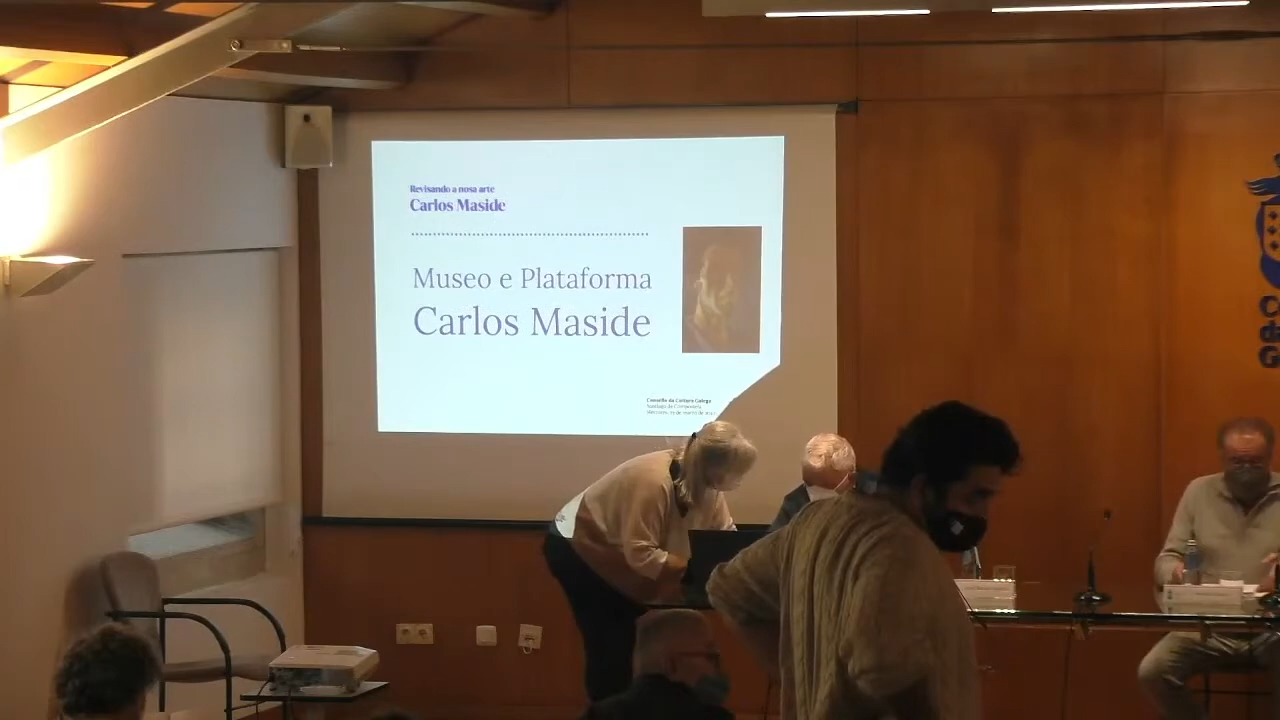 Revisando a nosa arte
Carlos Maside
Museo e Plataforma
Carlos Maside
Consello da Cultura Galega
Santiago de Compostela